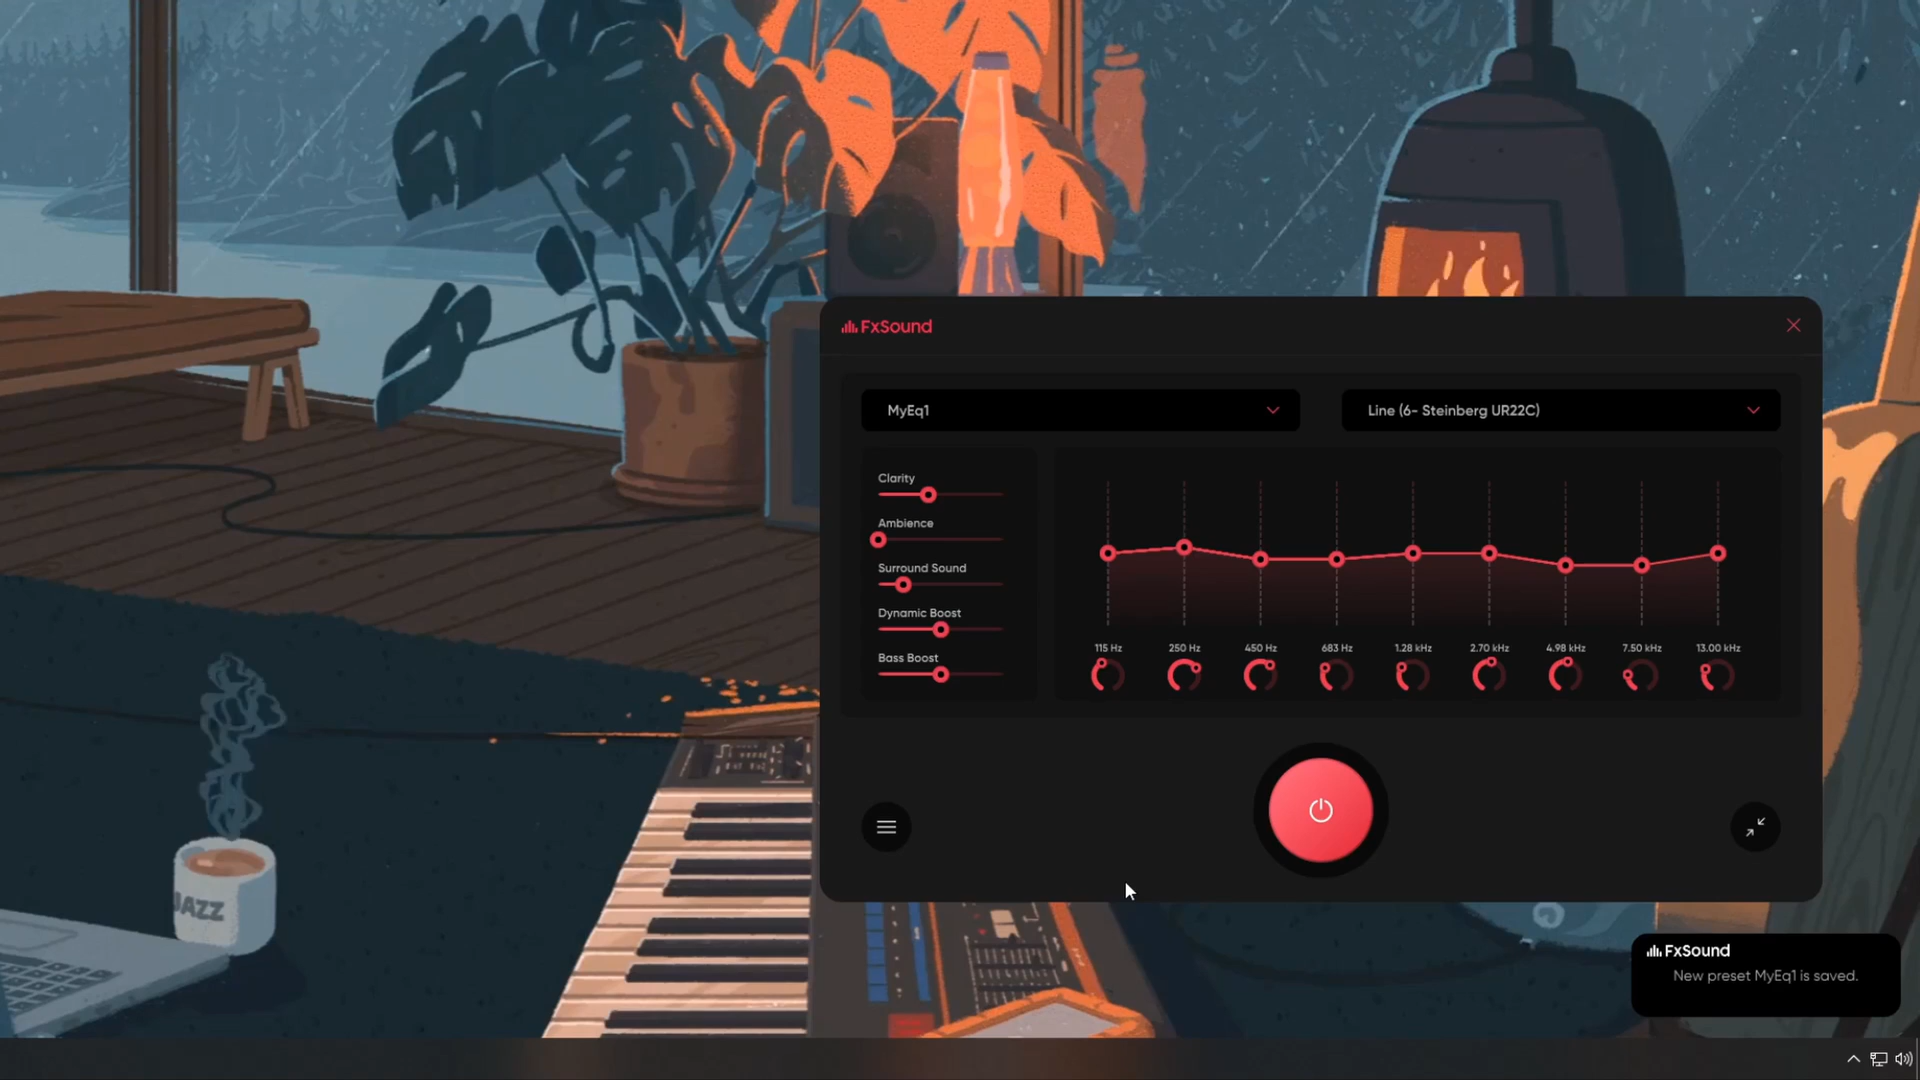 FxSound
MyEq1
Line (6- Steinberg UR22C)
Clarity
Ambience
Surround Sound
Dynamic Boost
Bass Boost
115 Hz
250 Hz
450 Hz
683 Hz
1.28 kHz
2.70 kHz
4.98 kHz
7.50 kHz
13.00 kHz
JAZZ
FxSound
New preset MyEq1 is saved.